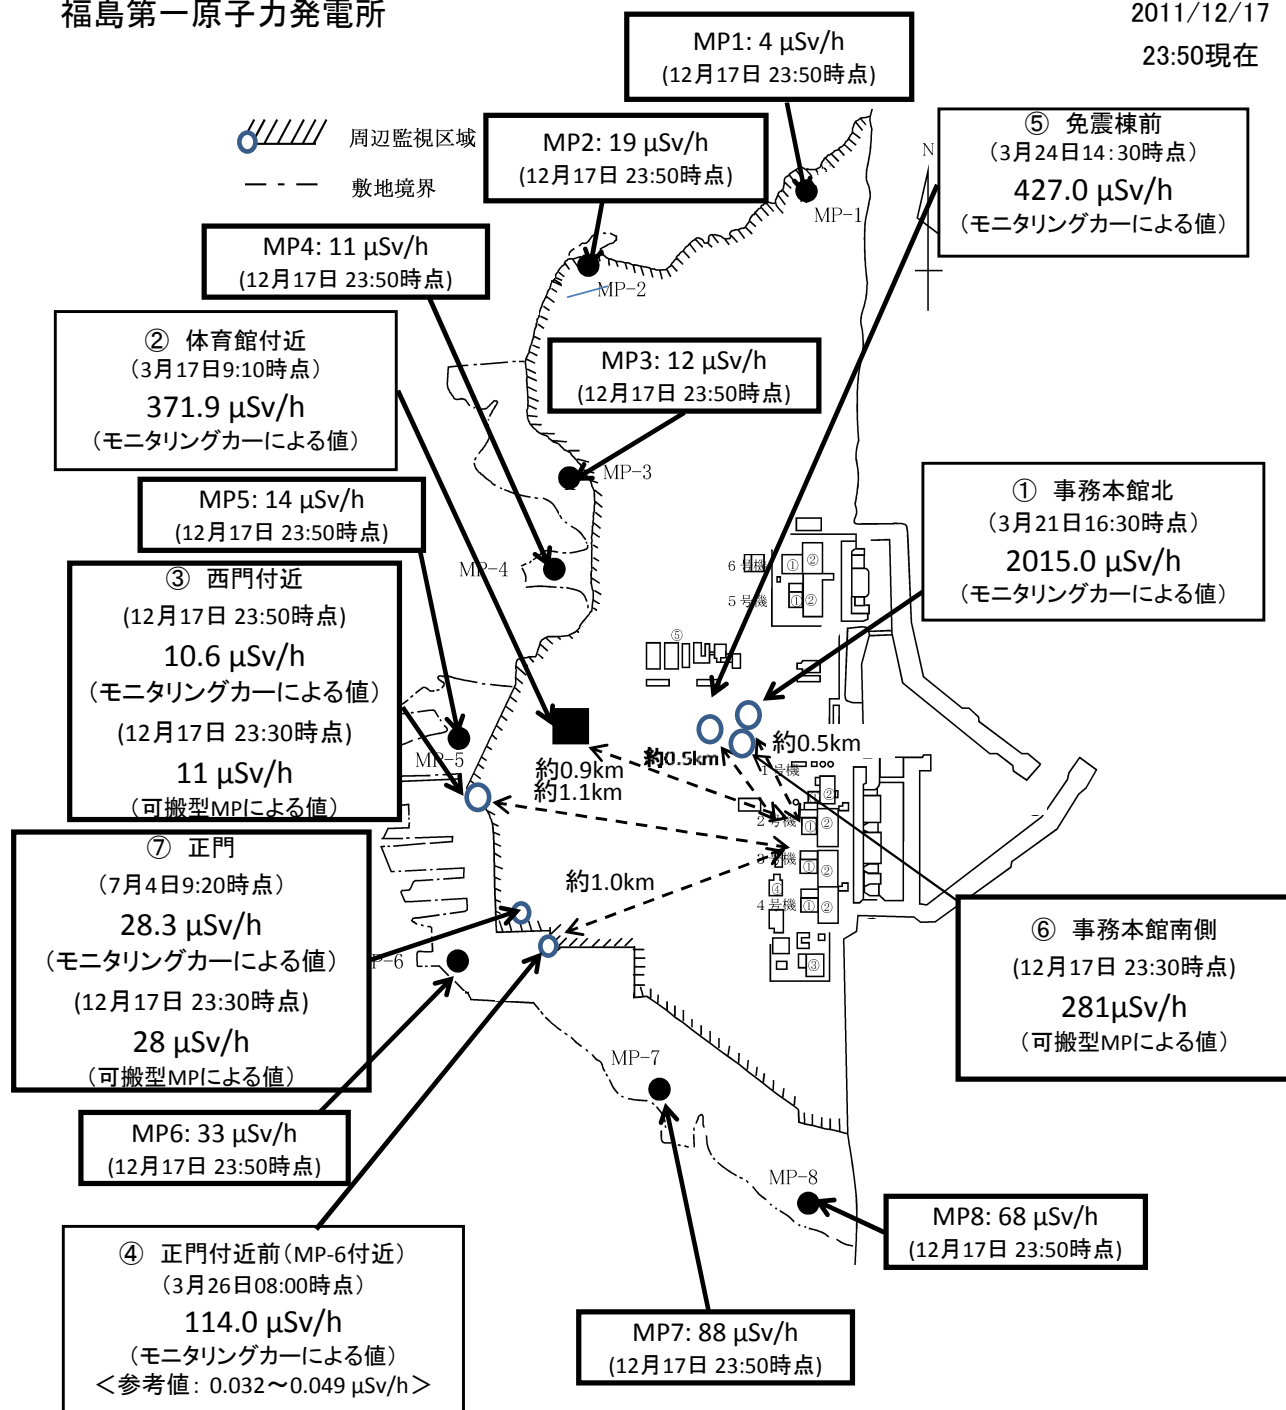 福島第一原子力発電所
2011/12/17
23:50現在
周辺監視区域
敷地境界
N
MP1: 4 μSv/h
(12月17日 23:50時点)
MP-1
MP2: 19 μSv/h
(12月17日 23:50時点)
MP-2
⑤ 免震棟前
(3月24日14:30時点)
427.0 μSv/h
(モニタリングカーによる値)
MP4: 11 μSv/h
(12月17日 23:50時点)
② 体育館付近
(3月17日9:10時点)
371.9 μSv/h
(モニタリングカーによる値)
MP3: 12 μSv/h
(12月17日 23:50時点)
MP-3
MP5: 14 μSv/h
(12月17日 23:50時点)
MP-4
① 事務本館北
(3月21日16:30時点)
2015.0 μSv/h
(モニタリングカーによる値)
③ 西門付近
(12月17日 23:50時点)
10.6 μSv/h
(モニタリングカーによる値)
(12月17日 23:30時点)
11 μSv/h
(可搬型MPによる値)
MP-5
6号機
① ②
5号機
① ②
⑤
約0.5km
約0.5km
約0.9km
約1.1km
1号機
②
2号機
① ②
3号機
① ②
④
4号機
① ②
③
約1.0km
⑦ 正門
(7月4日9:20時点)
28.3 μSv/h
(モニタリングカーによる値)
(12月17日 23:30時点)
28 μSv/h
(可搬型MPによる値)
P-6
⑥ 事務本館南側
(12月17日 23:30時点)
281μSv/h
(可搬型MPによる値)
MP-7
MP6: 33 μSv/h
(12月17日 23:50時点)
MP-8
MP8: 68 μSv/h
(12月17日 23:50時点)
④ 正門付近前(MP-6付近)
(3月26日08:00時点)
114.0 μSv/h
(モニタリングカーによる値)
<参考値: 0.032～0.049 μSv/h>
MP7: 88 μSv/h
(12月17日 23:50時点)